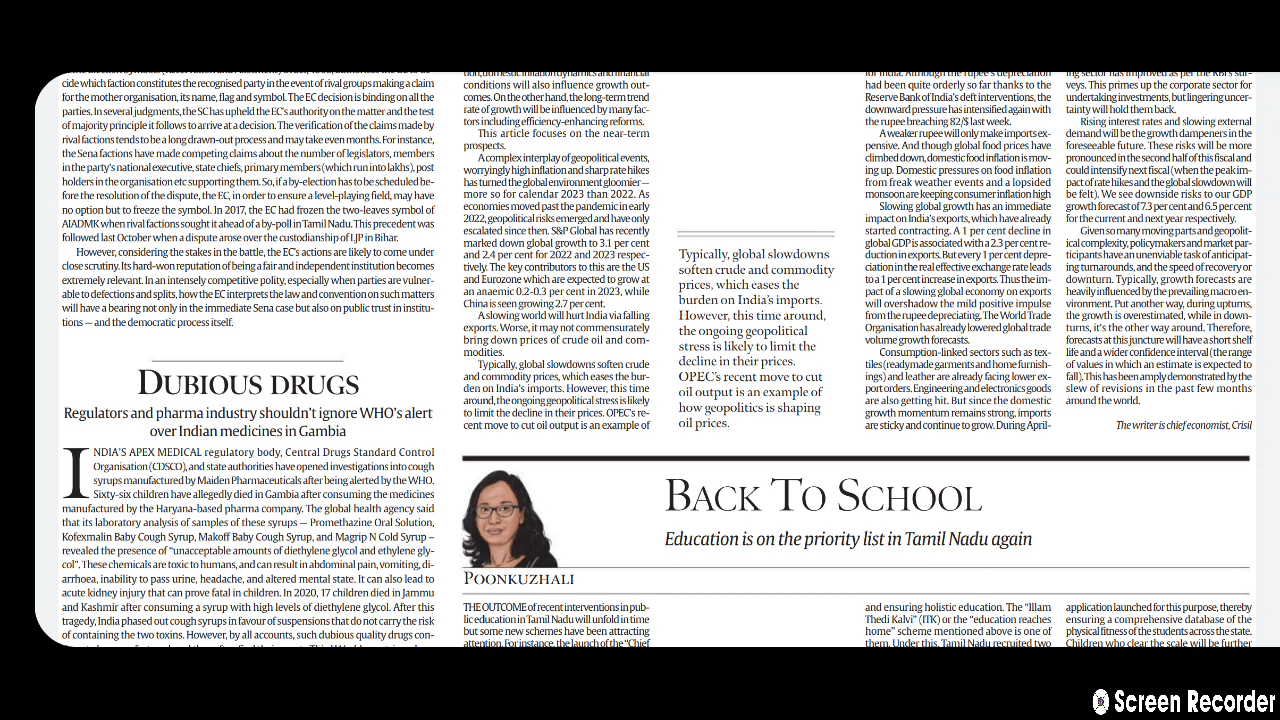 cide which faction constitutes the recognised party in the event of rival groups making a claim
for the mother organisation, its name, flag and symbol. The EC decision is binding on all the
parties. In several judgments, the SC has upheld the EC's authority on the matter and the test
of majority principle it follows to arrive at a decision. The verification of the claims made by
rival factions tends to be a long drawn-out process and may take even months. For instance,
the Sena factions have made competing claims about the number of legislators, members
in the party's national executive, state chiefs, primary members (which run into lakhs), post
holders in the organisation etc supporting them. So, if a by-election has to be scheduled be-
fore the resolution of the dispute, the EC, in order to ensure a level-playing field, may have
no option but to freeze the symbol. In 2017, the EC had frozen the two-leaves symbol of
AIADMK when rival factions sought it ahead of a by-poll in Tamil Nadu. This precedent was
followed last October when a dispute arose over the custodianship of LJP in Bihar.
However, considering the stakes in the battle, the EC's actions are likely to come under
close scrutiny. Its hard-won reputation of being a fair and independent institution becomes
extremely relevant. In an intensely competitive polity, especially when parties are vulner-
able to defections and splits, how the EC interprets the law and convention on such matters
will have a bearing not only in the immediate Sena case but also on public trust in institu-
tions — and the democratic process itself.
DUBIOUS DRUGS
Regulators and pharma industry shouldn't ignore WHO's alert
over Indian medicines in Gambia
INDIA'S APEX MEDICAL regulatory body, Central Drugs Standard Control
Organisation (CDSCO), and state authorities have opened investigations into cough
syrups manufactured by Maiden Pharmaceuticals after being alerted by the WHO.
Sixty-six children have allegedly died in Gambia after consuming the medicines
manufactured by the Haryana-based pharma company. The global health agency said
that its laboratory analysis of samples of these syrups — Promethazine Oral Solution,
Kofexmalin Baby Cough Syrup, Makoff Baby Cough Syrup, and Magrip N Cold Syrup –
revealed the presence of "unacceptable amounts of diethylene glycol and ethylene gly-
col". These chemicals are toxic to humans, and can result in abdominal pain, vomiting, di-
arrhoea, inability to pass urine, headache, and altered mental state. It can also lead to
acute kidney injury that can prove fatal in children. In 2020, 17 children died in Jammu
and Kashmir after consuming a syrup with high levels of diethylene glycol. After this
tragedy, India phased out cough syrups in favour of suspensions that do not carry the risk
of containing the two toxins. However, by all accounts, such dubious quality drugs con-
tion, domestic inflation dynamics and financial
conditions will also influence growth out-
comes. On the other hand, the long-term trend
rate of growth will be influenced by many fac-
tors including efficiency-enhancing reforms.
This article focuses on the near-term
prospects.
A complex interplay of geopolitical events,
worryingly high inflation and sharp rate hikes
has turned the global environment gloomier —
more so for calendar 2023 than 2022. As
economies moved past the pandemic in early
2022, geopolitical risks emerged and have only
escalated since then. S&P Global has recently
marked down global growth to 3.1 per cent
and 2.4 per cent for 2022 and 2023 respec-
tively. The key contributors to this are the US
and Eurozone which are expected to grow at
an anaemic 0.2-0.3 per cent in 2023, while
China is seen growing 2.7 per cent.
A slowing world will hurt India via falling
exports. Worse, it may not commensurately
bring down prices of crude oil and com-
modities.
Typically, global slowdowns soften crude
and commodity prices, which eases the bur-
den on India's imports. However, this time
around, the ongoing geopolitical stress is likely
to limit the decline in their prices. OPEC's re-
cent move to cut oil output is an example of
Typically, global slowdowns
soften crude and commodity
prices, which eases the
burden on India's imports.
However, this time around,
the ongoing geopolitical
stress is likely to limit the
decline in their prices.
OPEC's recent move to cut
oil output is an example of
how geopolitics is shaping
oil prices.
for India. Although the rupee's depreciation
had been quite orderly so far thanks to the
Reserve Bank of India's deft interventions, the
downward pressure has intensified again with
the rupee breaching 82/$ last week.
A weaker rupee will only make imports ex-
pensive. And though global food prices have
climbed down, domestic food inflation is mov-
ing up. Domestic pressures on food inflation
from freak weather events and a lopsided
monsoon are keeping consumer inflation high
Slowing global growth has an immediate
impact on India's exports, which have already
started contracting. A 1 per cent decline in
global GDP is associated with a 2.3 per cent re-
duction in exports. But every 1 per cent depre-
ciation in the real effective exchange rate leads
to a 1 per cent increase in exports. Thus the im-
pact of a slowing global economy on exports
will overshadow the mild positive impulse
from the rupee depreciating. The World Trade
Organisation has already lowered global trade
volume growth forecasts.
Consumption-linked sectors such as tex-
tiles (readymade garments and home furnish-
ings) and leather are already facing lower ex-
port orders. Engineering and electronics goods
are also getting hit. But since the domestic
growth momentum remains strong, imports
are sticky and continue to grow. During April-
ing sector has improved as per the RBI's sur-
veys. This primes up the corporate sector for
undertaking investments, but lingering uncer-
tainty will hold them back.
Rising interest rates and slowing external
demand will be the growth dampeners in the
foreseeable future. These risks will be more
pronounced in the second half of this fiscal and
could intensify next fiscal (when the peak im-
pact of rate hikes and the global slowdown will
be felt). We see downside risks to our GDP
growth forecast of 7.3 per cent and 6.5 per cent
for the current and next year respectively.
Given so many moving parts and geopolit-
ical complexity, policymakers and market par-
ticipants have an unenviable task of anticipat-
ing turnarounds, and the speed of recovery or
downturn. Typically, growth forecasts are
heavily influenced by the prevailing macro en-
vironment. Put another way, during upturns,
the growth is overestimated, while in down-
turns, it's the other way around. Therefore,
forecasts at this juncture will have a short shelf
life and a wider confidence interval (the range
of values in which an estimate is expected to
fall). This has been amply demonstrated by the
slew of revisions in the past few months
around the world.
The writer is chief economist, Crisil
BACK TO SCHOOL
Education is on the priority list in Tamil Nadu again
POONKUZHALI
THE OUTCOME of recent interventions in pub-
lic education in Tamil Nadu will unfold in time
but some new schemes have been attracting
attention. For instance, the launch of the "Chief
and ensuring holistic education. The "Illam
Thedi Kalvi" (ITK) or the "education reaches
home" scheme mentioned above is one of
them. Under this, Tamil Nadu recruited two
application launched for this purpose, thereby
ensuring a comprehensive database of the
physical fitness of the students across the state.
Children who clear the scale will be further
Screen Recorder